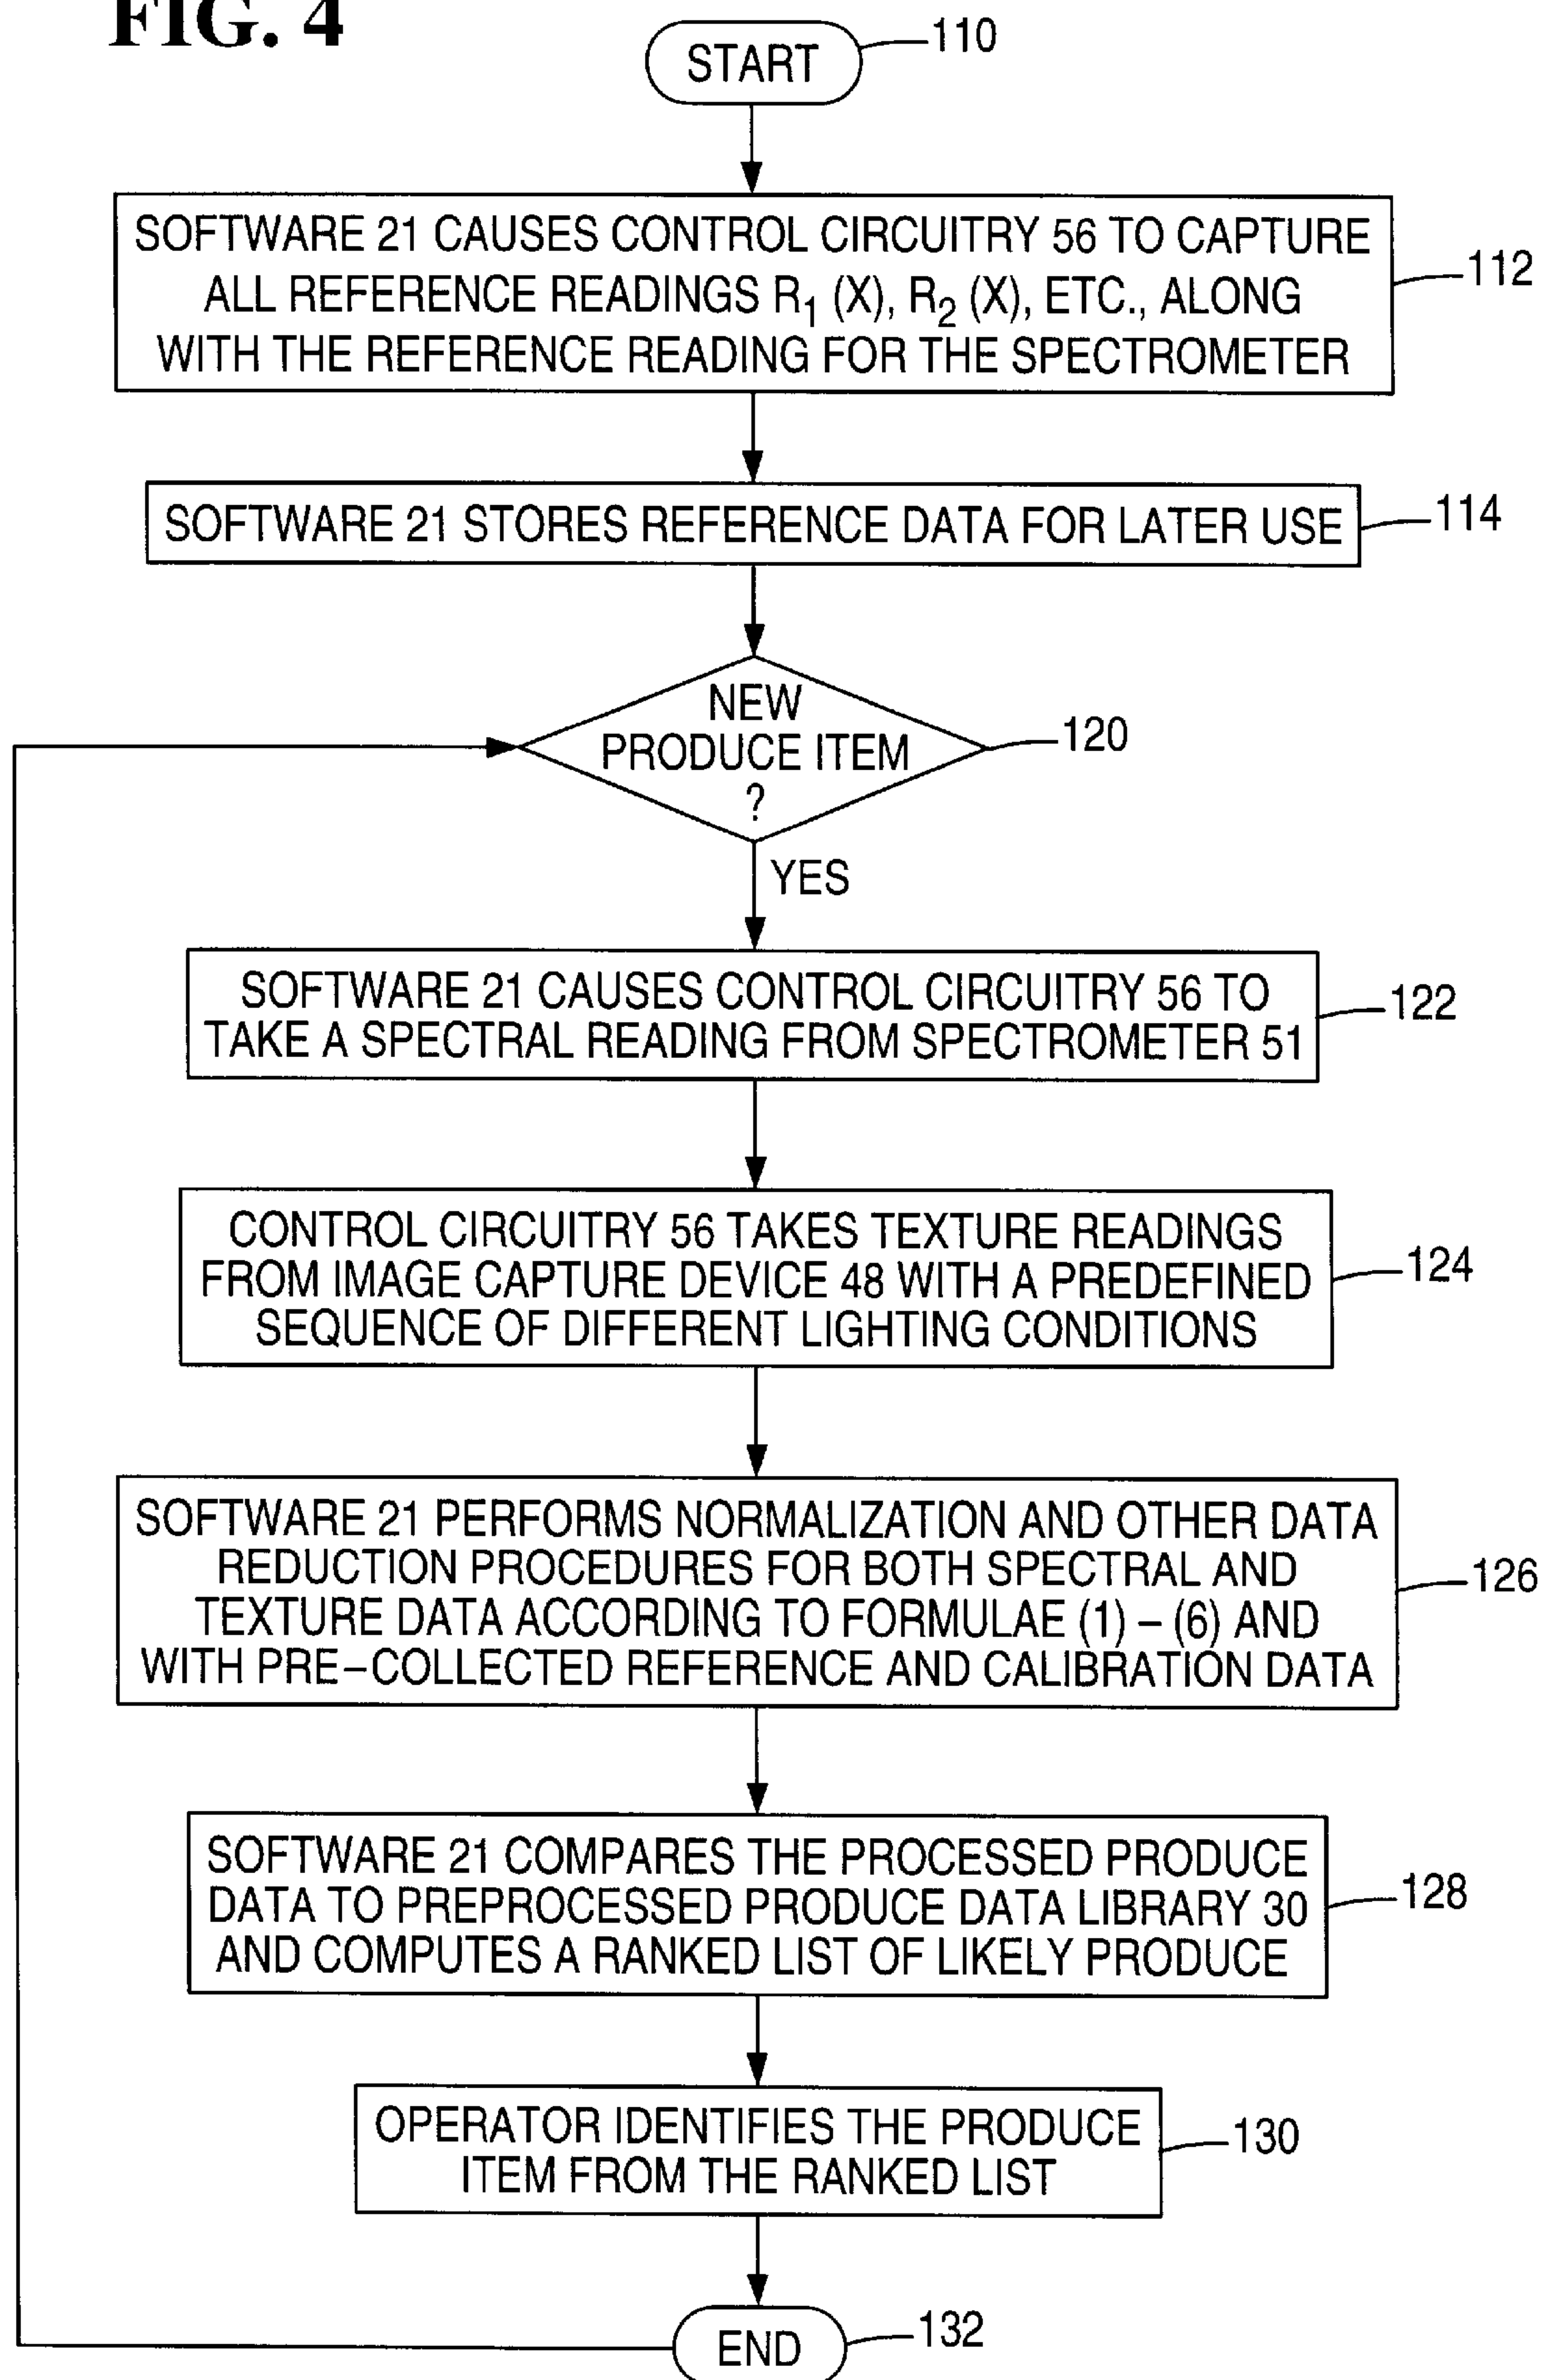 FIG. 4
START
110
SOFTWARE 21 CAUSES CONTROL CIRCUITRY 56 TO CAPTURE
ALL REFERENCE READINGS R₁ (X), R₂ (X), ETC., ALONG
WITH THE REFERENCE READING FOR THE SPECTROMETER
112
SOFTWARE 21 STORES REFERENCE DATA FOR LATER USE
114
NEW
PRODUCE ITEM
?
120
YES
SOFTWARE 21 CAUSES CONTROL CIRCUITRY 56 TO
TAKE A SPECTRAL READING FROM SPECTROMETER 51
122
CONTROL CIRCUITRY 56 TAKES TEXTURE READINGS
FROM IMAGE CAPTURE DEVICE 48 WITH A PREDEFINED
SEQUENCE OF DIFFERENT LIGHTING CONDITIONS
124
SOFTWARE 21 PERFORMS NORMALIZATION AND OTHER DATA
REDUCTION PROCEDURES FOR BOTH SPECTRAL AND
TEXTURE DATA ACCORDING TO FORMULAE (1) – (6) AND
WITH PRE–COLLECTED REFERENCE AND CALIBRATION DATA
126
SOFTWARE 21 COMPARES THE PROCESSED PRODUCE
DATA TO PREPROCESSED PRODUCE DATA LIBRARY 30
AND COMPUTES A RANKED LIST OF LIKELY PRODUCE
128
OPERATOR IDENTIFIES THE PRODUCE
ITEM FROM THE RANKED LIST
130
END
132